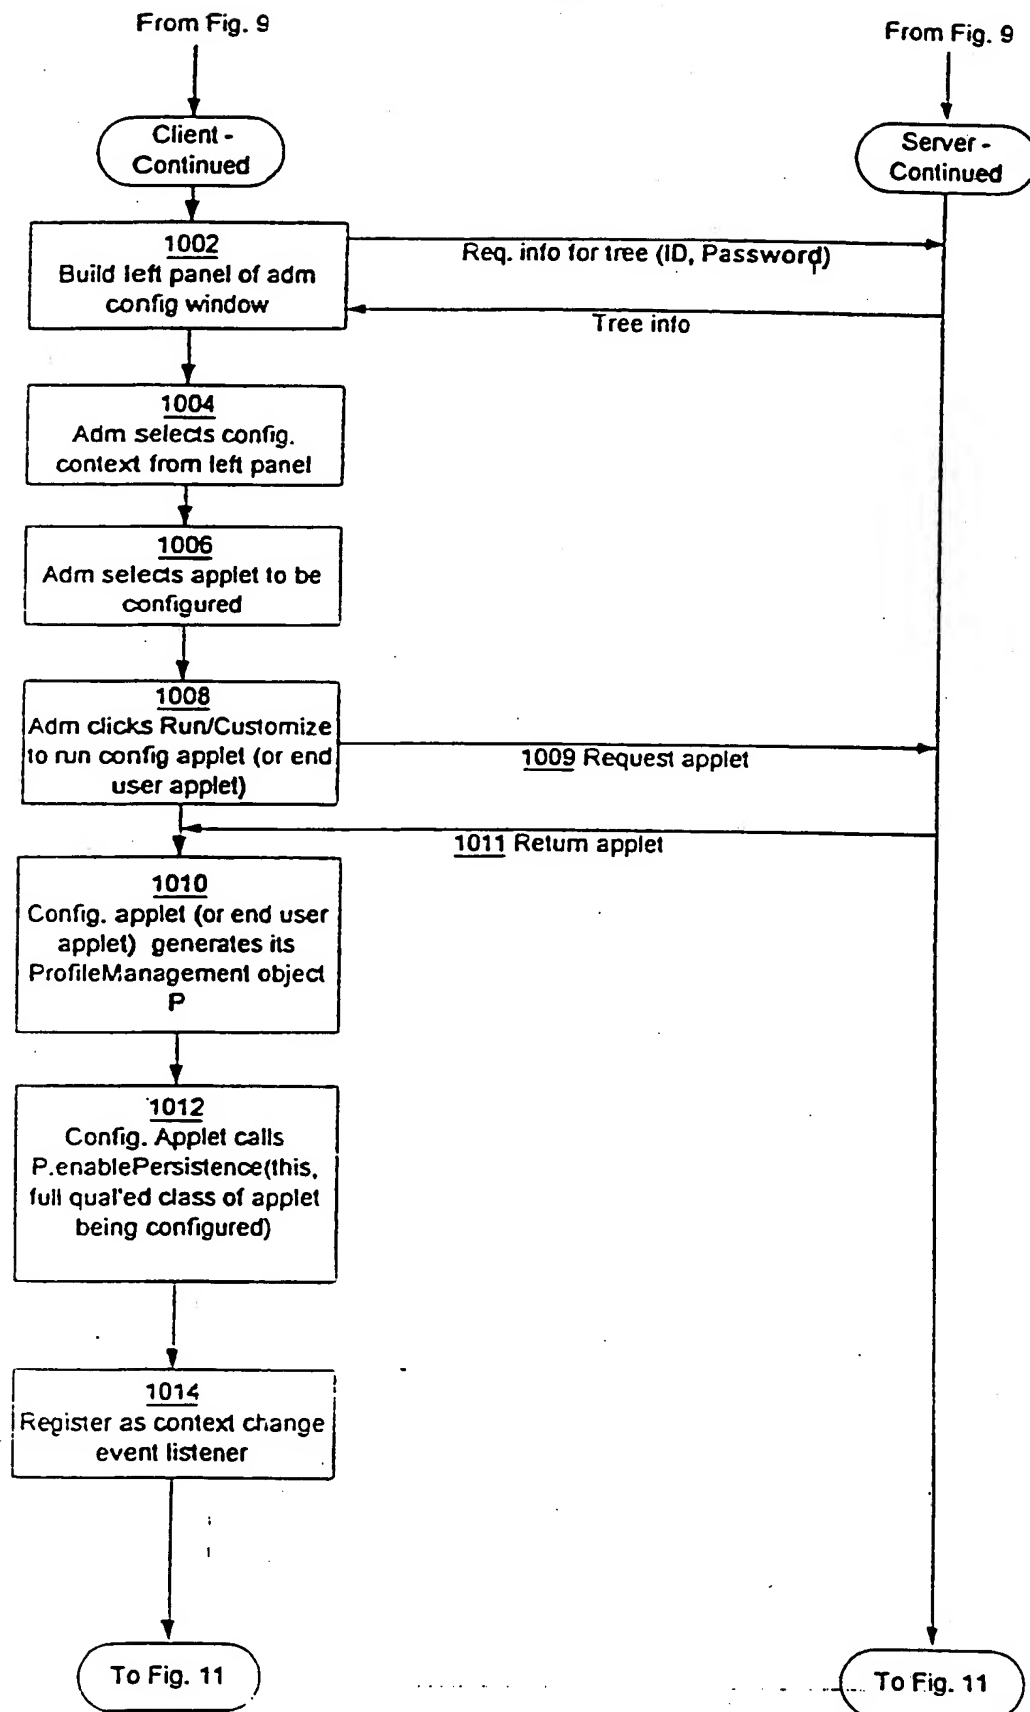 From Fig. 9
From Fig. 9
Client -
Continued
Server -
Continued
1002
Build left panel of adm
config window
Req. info for tree (ID, Password)
Tree info
1004
Adm selects config.
context from left panel
1006
Adm selects applet to be
configured
1008
Adm clicks Run/Customize
to run config applet (or end
user applet)
1009 Request applet
1011 Return applet
1010
Config. applet (or end user
applet) generates its
ProfileManagement object
P
1012
Config. Applet calls
P.enablePersistence(this,
full qual'ed class of applet
being configured)
1014
Register as context change
event listener
To Fig. 11
To Fig. 11